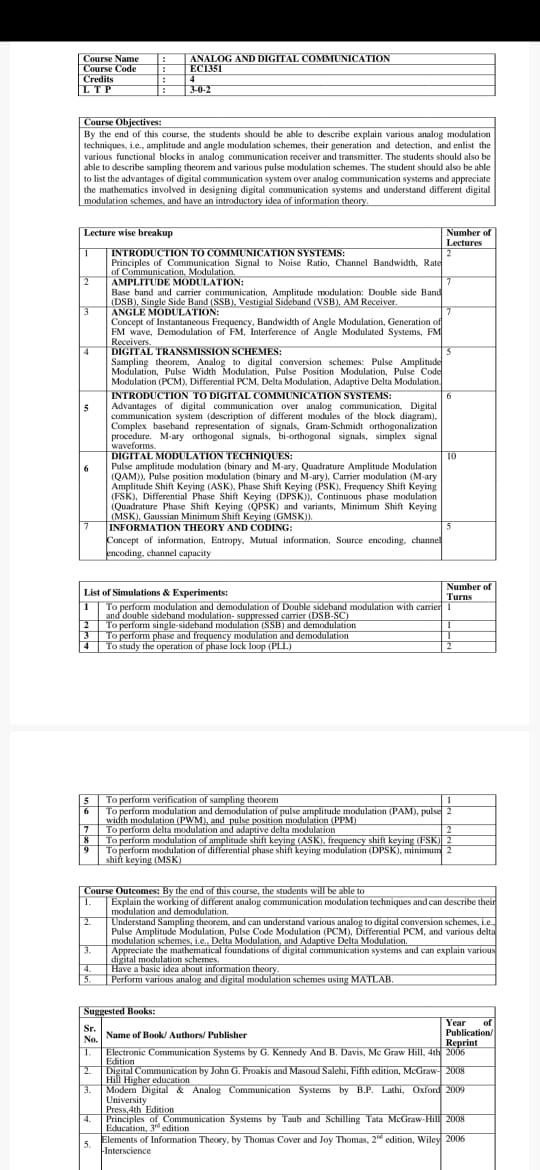 Course Name : ANALOG AND DIGITAL COMMUNICATION
Course Code : EC1351
Credits : 4
L T P : 3-0-2
Course Objectives:
By the end of this course, the students should be able to describe explain various analog modulation
techniques, i.e., amplitude and angle modulation schemes, their generation and detection, and enlist the
various functional blocks in analog communication receiver and transmitter. The students should also be
able to describe sampling theorem and various pulse modulation schemes. The student should also be able
to list the advantages of digital communication system over analog communication systems and appreciate
the mathematics involved in designing digital communication systems and understand different digital
modulation schemes, and have an introductory idea of information theory.
Lecture wise breakup Number of
Lectures
1 INTRODUCTION TO COMMUNICATION SYSTEMS: 2
Principles of Communication Signal to Noise Ratio, Channel Bandwidth, Rate
of Communication, Modulation.
2 AMPLITUDE MODULATION: 7
Base band and carrier communication, Amplitude modulation: Double side Band
(DSB), Single Side Band (SSB), Vestigial Sideband (VSB), AM Receiver.
3 ANGLE MODULATION: 7
Concept of Instantaneous Frequency, Bandwidth of Angle Modulation, Generation of
FM wave, Demodulation of FM, Interference of Angle Modulated Systems, FM
Receivers.
4 DIGITAL TRANSMISSION SCHEMES: 5
Sampling theorem, Analog to digital conversion schemes: Pulse Amplitude
Modulation, Pulse Width Modulation, Pulse Position Modulation, Pulse Code
Modulation (PCM), Differential PCM, Delta Modulation, Adaptive Delta Modulation.
INTRODUCTION TO DIGITAL COMMUNICATION SYSTEMS: 6
5 Advantages of digital communication over analog communication, Digital
communication system (description of different modules of the block diagram),
Complex baseband representation of signals, Gram-Schmidt orthogonalization
procedure. M-ary orthogonal signals, bi-orthogonal signals, simplex signal
waveforms.
DIGITAL MODULATION TECHNIQUES: 10
6 Pulse amplitude modulation (binary and M-ary, Quadrature Amplitude Modulation
(QAM)), Pulse position modulation (binary and M-ary), Carrier modulation (M-ary
Amplitude Shift Keying (ASK), Phase Shift Keying (PSK), Frequency Shift Keying
(FSK), Differential Phase Shift Keying (DPSK)), Continuous phase modulation
(Quadrature Phase Shift Keying (QPSK) and variants, Minimum Shift Keying
(MSK), Gaussian Minimum Shift Keying (GMSK)).
7 INFORMATION THEORY AND CODING: 5
Concept of information, Entropy, Mutual information, Source encoding, channel
encoding, channel capacity
List of Simulations & Experiments: Number of
Turns
1 To perform modulation and demodulation of Double sideband modulation with carrier 1
and double sideband modulation- suppressed carrier (DSB-SC)
2 To perform single-sideband modulation (SSB) and demodulation 1
3 To perform phase and frequency modulation and demodulation 1
4 To study the operation of phase lock loop (PLL) 2
5 To perform verification of sampling theorem 1
6 To perform modulation and demodulation of pulse amplitude modulation (PAM), pulse 2
width modulation (PWM), and pulse position modulation (PPM)
7 To perform delta modulation and adaptive delta modulation 2
8 To perform modulation of amplitude shift keying (ASK), frequency shift keying (FSK) 2
9 To perform modulation of differential phase shift keying modulation (DPSK), minimum 2
shift keying (MSK)
Course Outcomes: By the end of this course, the students will be able to
1. Explain the working of different analog communication modulation techniques and can describe their
modulation and demodulation.
2. Understand Sampling theorem, and can understand various analog to digital conversion schemes, i.e.,
Pulse Amplitude Modulation, Pulse Code Modulation (PCM), Differential PCM, and various delta
modulation schemes, i.e., Delta Modulation, and Adaptive Delta Modulation.
3. Appreciate the mathematical foundations of digital communication systems and can explain various
digital modulation schemes.
4. Have a basic idea about information theory.
5. Perform various analog and digital modulation schemes using MATLAB.
Suggested Books:
Sr. No. Name of Book/ Authors/ Publisher Year of
Publication/
Reprint
1. Electronic Communication Systems by G. Kennedy And B. Davis, Mc Graw Hill, 4th 2006
Edition
2. Digital Communication by John G. Proakis and Masoud Salehi, Fifth edition, McGraw- 2008
Hill Higher education
3. Modern Digital & Analog Communication Systems by B.P. Lathi, Oxford 2009
University
Press,4th Edition
4. Principles of Communication Systems by Taub and Schilling Tata McGraw-Hill 2008
Education, 3rd edition
5. Elements of Information Theory, by Thomas Cover and Joy Thomas, 2nd edition, Wiley 2006
-Interscience